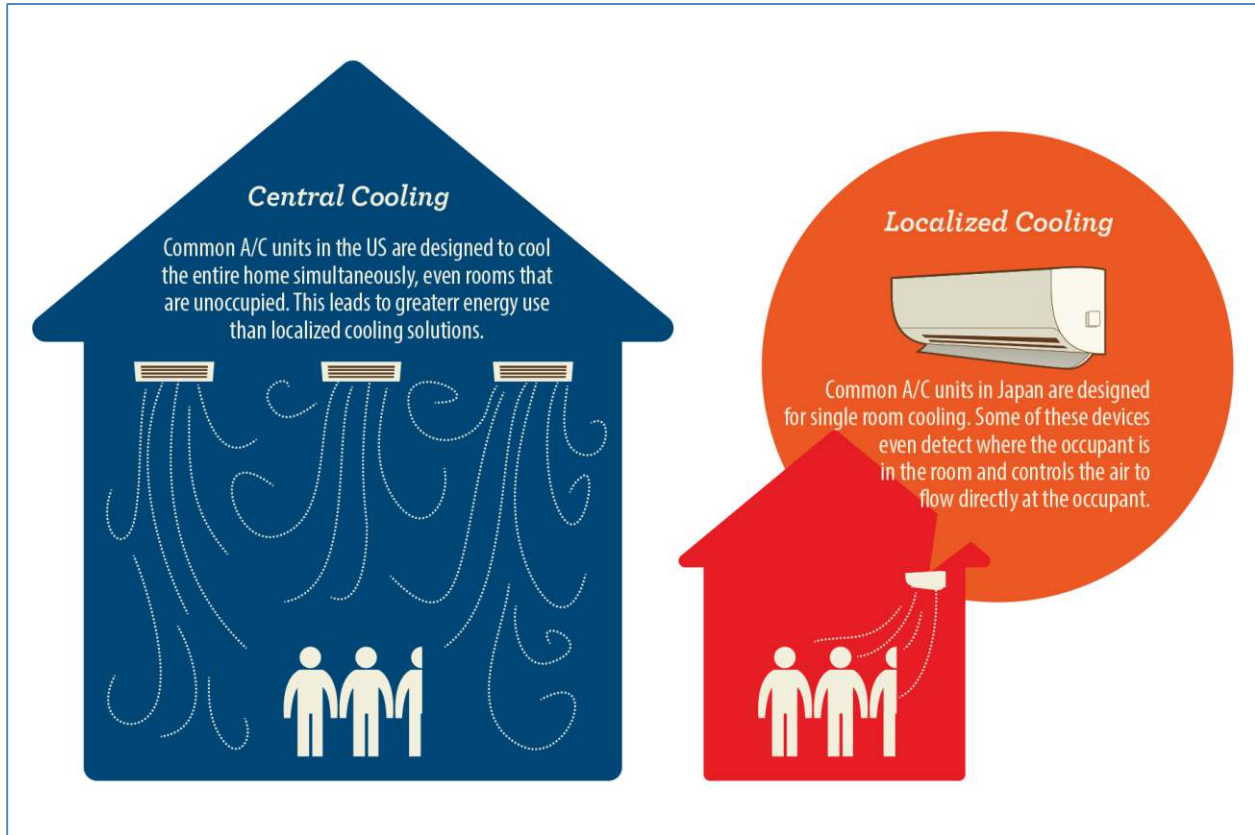 Central Cooling
Common A/C units in the US are designed to cool
the entire home simultaneously, even rooms that
are unoccupied. This leads to greaterr energy use
than localized cooling solutions.
Localized Cooling
Common A/C units in Japan are designed
for single room cooling. Some of these devices
even detect where the occupant is
in the room and controls the air to
flow directly at the occupant.